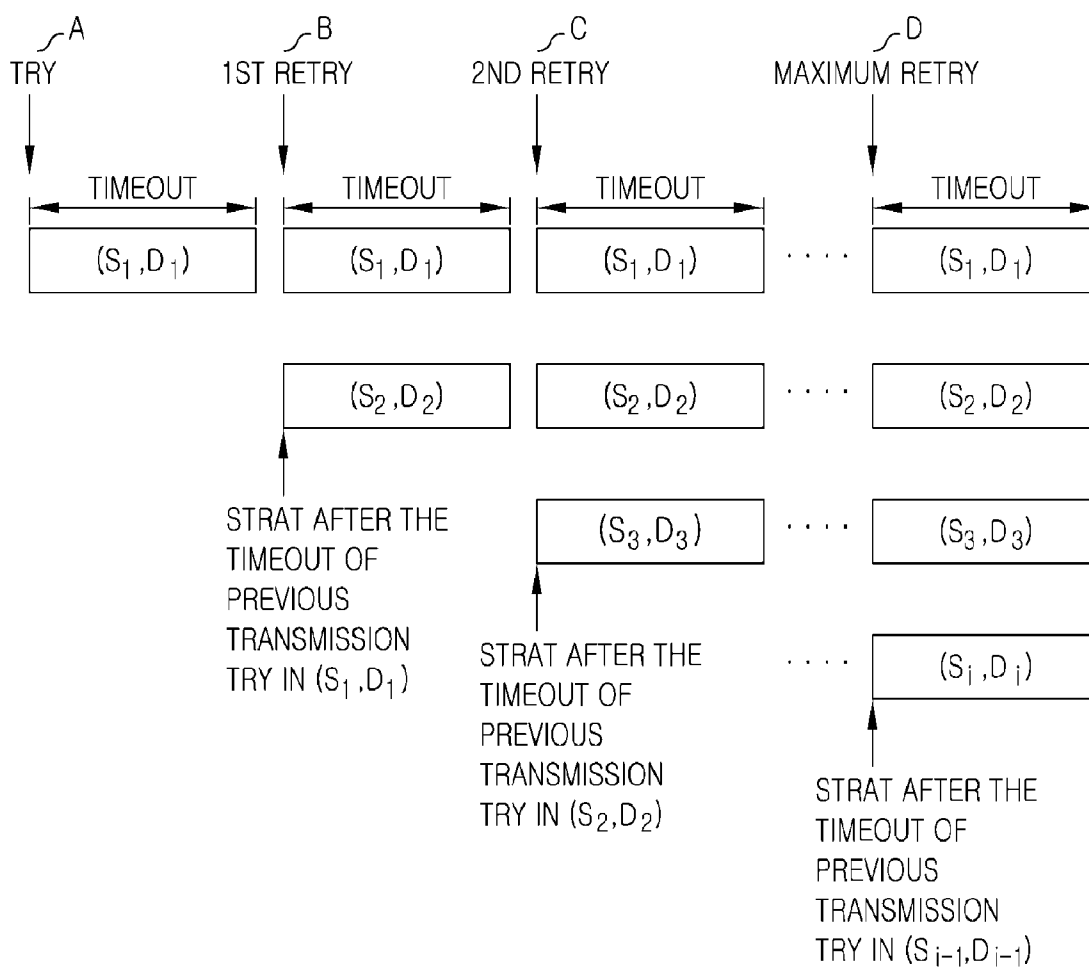 A B C D
TRY 1ST RETRY 2ND RETRY MAXIMUM RETRY
TIMEOUT TIMEOUT TIMEOUT TIMEOUT
(S1,D1) (S1,D1) (S1,D1) · · · · (S1,D1)
(S2,D2) (S2,D2) · · · · (S2,D2)
STRAT AFTER THE
TIMEOUT OF
PREVIOUS
TRANSMISSION
TRY IN (S1,D1)
(S3,D3) · · · · (S3,D3)
STRAT AFTER THE
TIMEOUT OF
PREVIOUS
TRANSMISSION
TRY IN (S2,D2)
· · · · (Si,Di)
STRAT AFTER THE
TIMEOUT OF
PREVIOUS
TRANSMISSION
TRY IN (Si-1,Di-1)